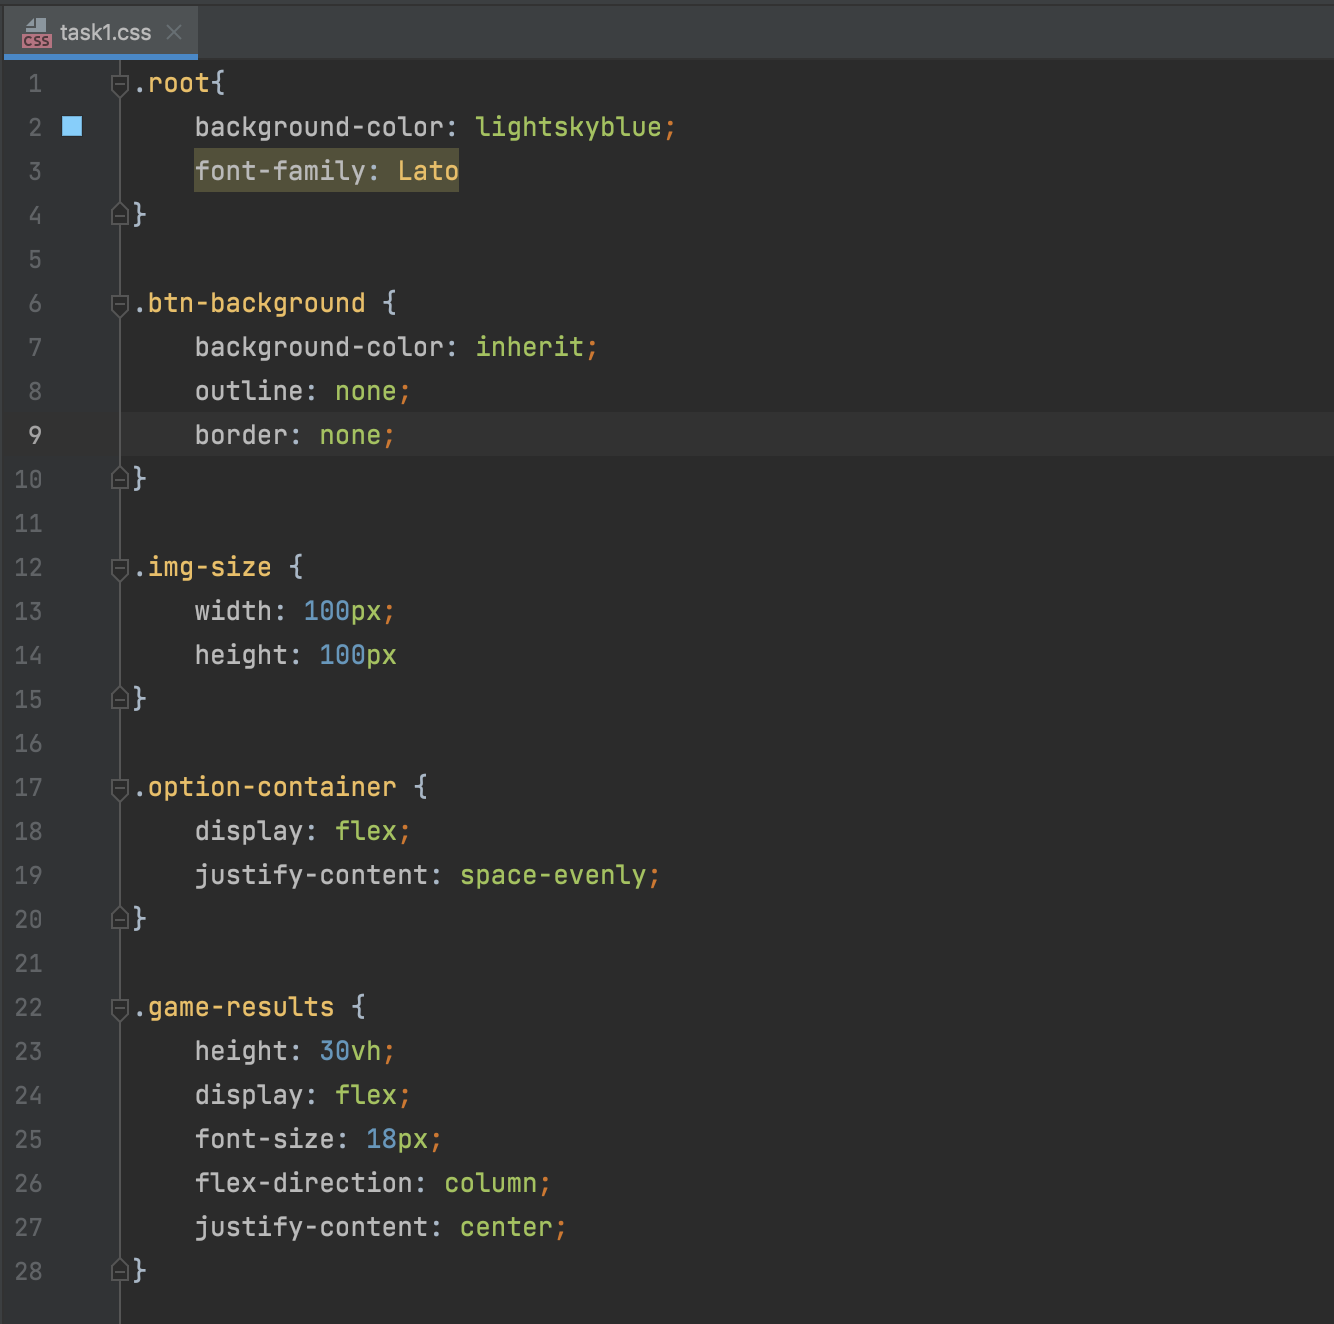 CSS task1.css
1 .root{
2 background-color: lightskyblue;
3 font-family: Lato
4 }
5
6 .btn-background {
7 background-color: inherit;
8 outline: none;
9 border: none;
10 }
11
12 .img-size {
13 width: 100px;
14 height: 100px
15 }
16
17 .option-container {
18 display: flex;
19 justify-content: space-evenly;
20 }
21
22 .game-results {
23 height: 30vh;
24 display: flex;
25 font-size: 18px;
26 flex-direction: column;
27 justify-content: center;
28 }